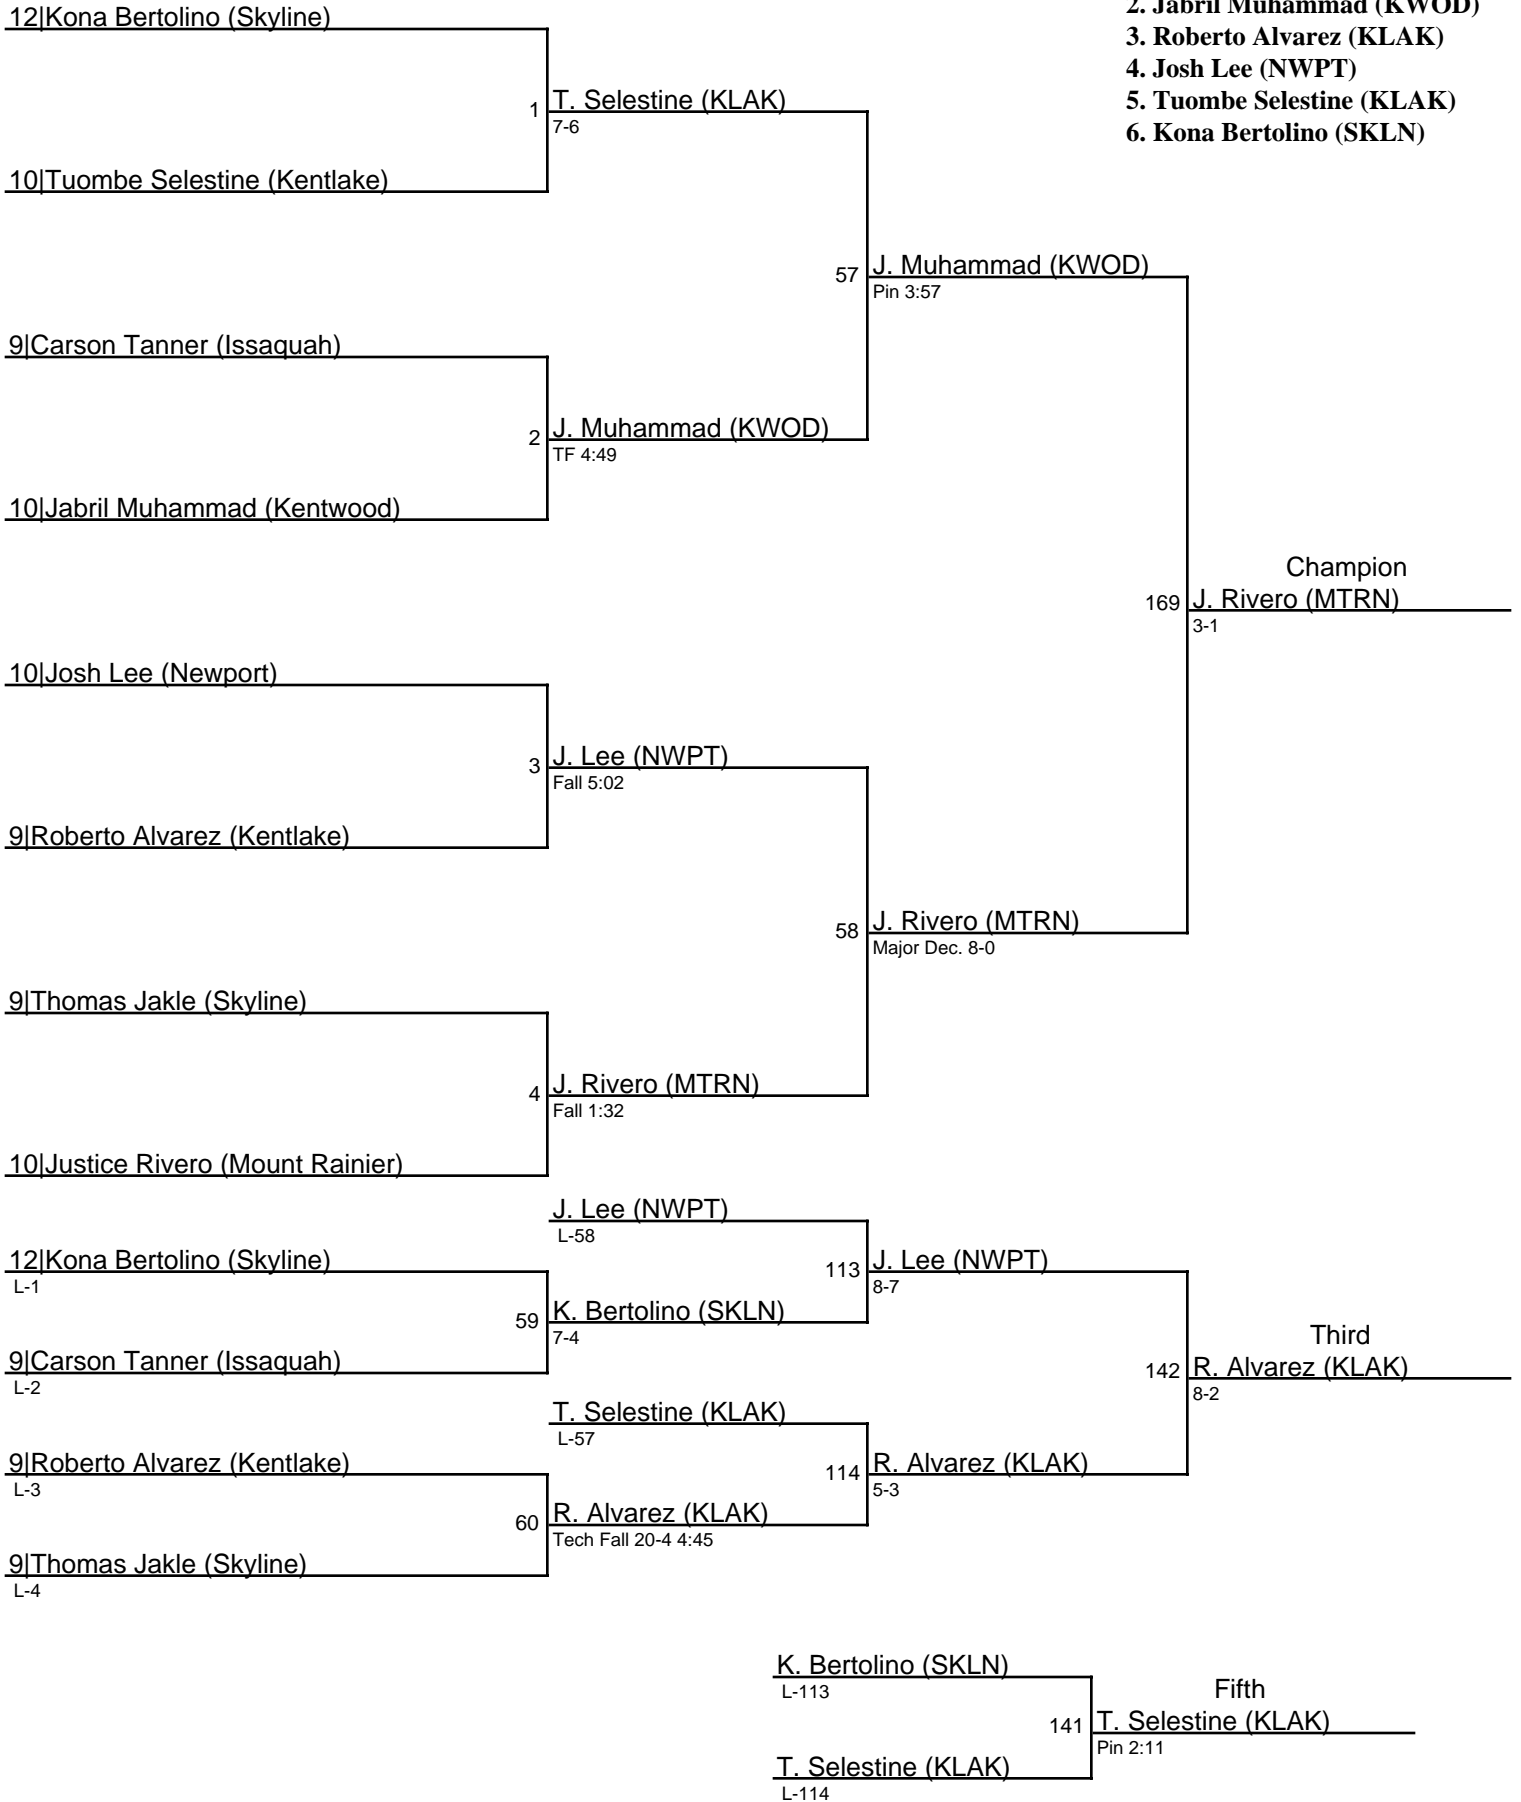 12|Kona Bertolino (Skyline)
2. Jabril Muhammad (KWOD)
3. Roberto Alvarez (KLAK)
4. Josh Lee (NWPT)
5. Tuombe Selestine (KLAK)
6. Kona Bertolino (SKLN)
1 T. Selestine (KLAK)
7-6
10|Tuombe Selestine (Kentlake)
57 J. Muhammad (KWOD)
Pin 3:57
9|Carson Tanner (Issaquah)
2 J. Muhammad (KWOD)
TF 4:49
10|Jabril Muhammad (Kentwood)
Champion
169 J. Rivero (MTRN)
3-1
10|Josh Lee (Newport)
3 J. Lee (NWPT)
Fall 5:02
9|Roberto Alvarez (Kentlake)
58 J. Rivero (MTRN)
Major Dec. 8-0
9|Thomas Jakle (Skyline)
4 J. Rivero (MTRN)
Fall 1:32
10|Justice Rivero (Mount Rainier)
J. Lee (NWPT)
L-58
12|Kona Bertolino (Skyline)
L-1
113 J. Lee (NWPT)
8-7
59 K. Bertolino (SKLN)
7-4
9|Carson Tanner (Issaquah)
L-2
Third
142 R. Alvarez (KLAK)
8-2
T. Selestine (KLAK)
L-57
9|Roberto Alvarez (Kentlake)
L-3
114 R. Alvarez (KLAK)
5-3
60 R. Alvarez (KLAK)
Tech Fall 20-4 4:45
9|Thomas Jakle (Skyline)
L-4
K. Bertolino (SKLN)
L-113
Fifth
141 T. Selestine (KLAK)
Pin 2:11
T. Selestine (KLAK)
L-114